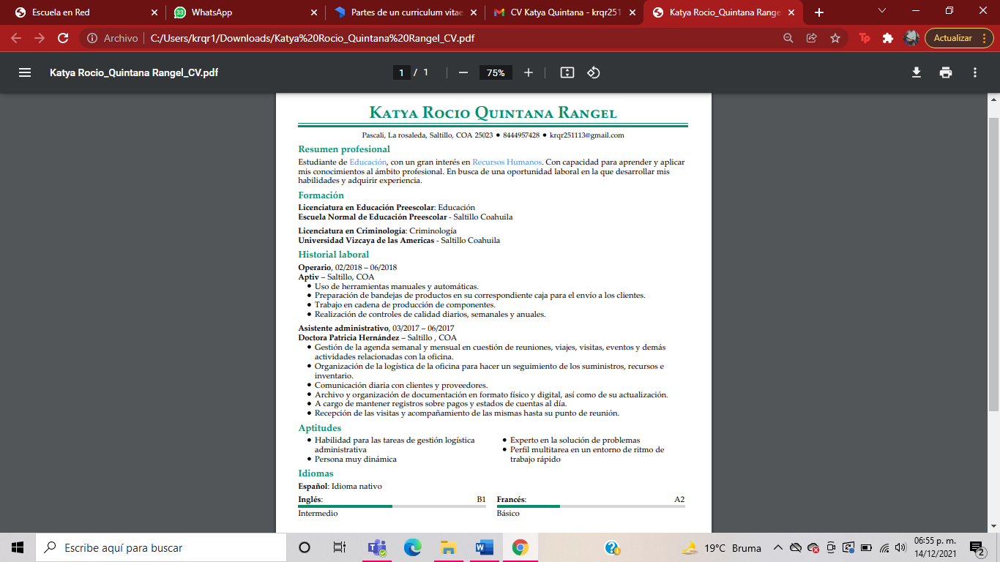 Escuela en Red
33 WhatsApp
Partes de un curriculum vitae
CV Katya Quintana - krqr251
Katya Rocio_Quintana Range
Archivo
C:/Users/krqr1/Downloads/Katya%20Rocio_Quintana%20Rangel_CV.pdf
Tp
Actualizar
Katya Rocio_Quintana Rangel_CV.pdf
1 / 1
75%
Katya Rocio Quintana Rangel
Pascali, La rosaleda, Saltillo, COA 25023 ● 8444957428 ● krqr251113@gmail.com
Resumen profesional
Estudiante de Educación, con un gran interés en Recursos Humanos. Con capacidad para aprender y aplicar
mis conocimientos al ámbito profesional. En busca de una oportunidad laboral en la que desarrollar mis
habilidades y adquirir experiencia.
Formación
Licenciatura en Educación Preescolar: Educación
Escuela Normal de Educación Preescolar - Saltillo Coahuila
Licenciatura en Criminología: Criminología
Universidad Vizcaya de las Americas - Saltillo Coahuila
Historial laboral
Operario, 02/2018 – 06/2018
Aptiv – Saltillo, COA
● Uso de herramientas manuales y automáticas.
● Preparación de bandejas de productos en su correspondiente caja para el envío a los clientes.
● Trabajo en cadena de producción de componentes.
● Realización de controles de calidad diarios, semanales y anuales.
Asistente administrativo, 03/2017 – 06/2017
Doctora Patricia Hernández – Saltillo , COA
● Gestión de la agenda semanal y mensual en cuestión de reuniones, viajes, visitas, eventos y demás
actividades relacionadas con la oficina.
● Organización de la logística de la oficina para hacer un seguimiento de los suministros, recursos e
inventario.
● Comunicación diaria con clientes y proveedores.
● Archivo y organización de documentación en formato físico y digital, así como de su actualización.
● A cargo de mantener registros sobre pagos y estados de cuentas al día.
● Recepción de las visitas y acompañamiento de las mismas hasta su punto de reunión.
Aptitudes
● Habilidad para las tareas de gestión logística
administrativa
● Persona muy dinámica
● Experto en la solución de problemas
● Perfil multitarea en un entorno de ritmo de
trabajo rápido
Idiomas
Español: Idioma nativo
Inglés: B1
Intermedio
Francés: A2
Básico
Escribe aquí para buscar
19°C Bruma
06:55 p. m.
14/12/2021
2